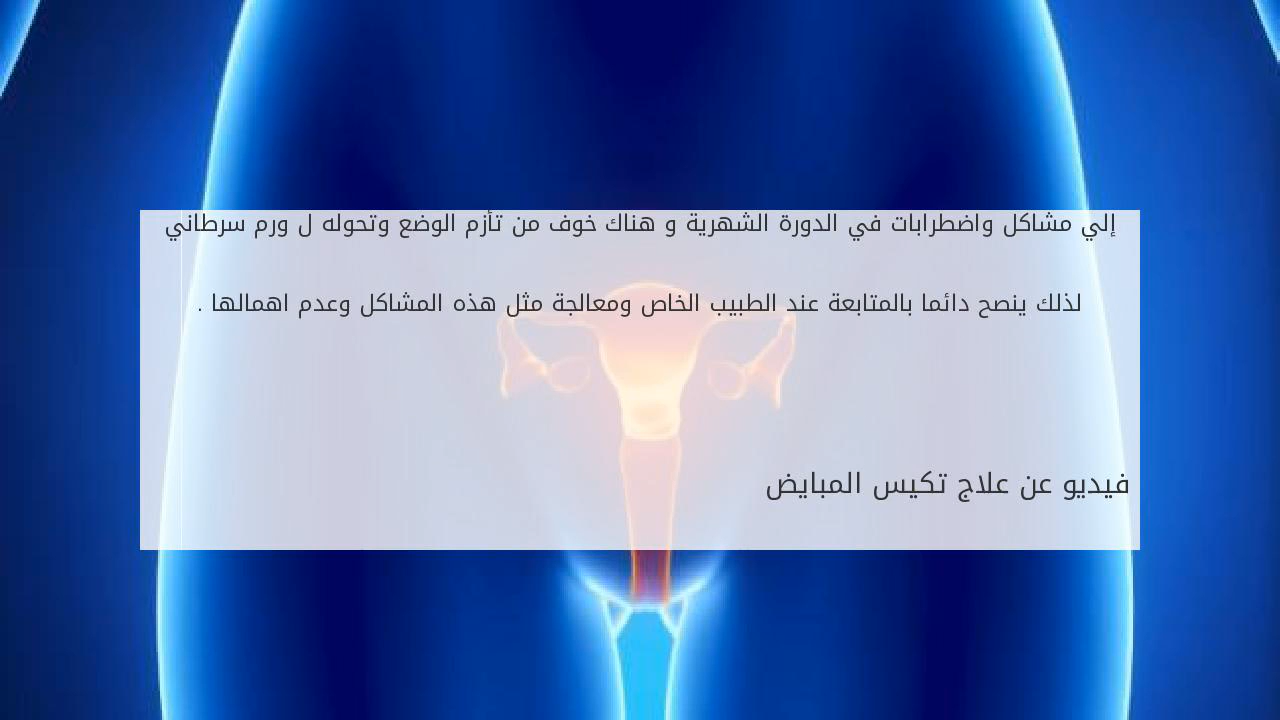 إلي مشاكل واضطرابات في الدورة الشهرية و هناك خوف من تأزم الوضع وتحوله ل ورم سرطاني
لذلك ينصح دائما بالمتابعة عند الطبيب الخاص ومعالجة مثل هذه المشاكل وعدم اهمالها .
فيديو عن علاج تكيس المبايض